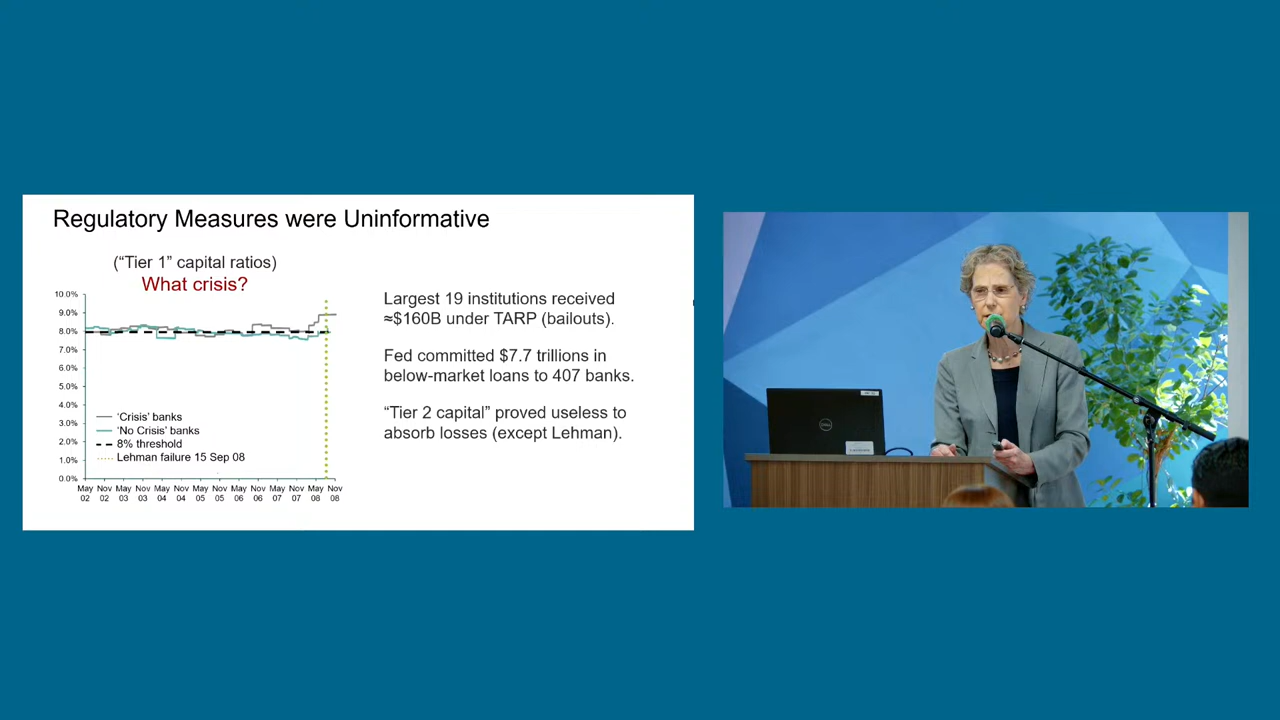 Regulatory Measures were Uninformative
(“Tier 1” capital ratios)
What crisis?
10.0%
9.0%
8.0%
7.0%
6.0%
5.0%
4.0%
3.0%
2.0%
1.0%
0.0%
‘Crisis’ banks
‘No Crisis’ banks
8% threshold
Lehman failure 15 Sep 08
May Nov May Nov May Nov May Nov May Nov May Nov May Nov
02 02 03 03 04 04 05 05 06 06 07 07 08 08
Largest 19 institutions received
≈$160B under TARP (bailouts).
Fed committed $7.7 trillions in
below-market loans to 407 banks.
“Tier 2 capital” proved useless to
absorb losses (except Lehman).
DELL